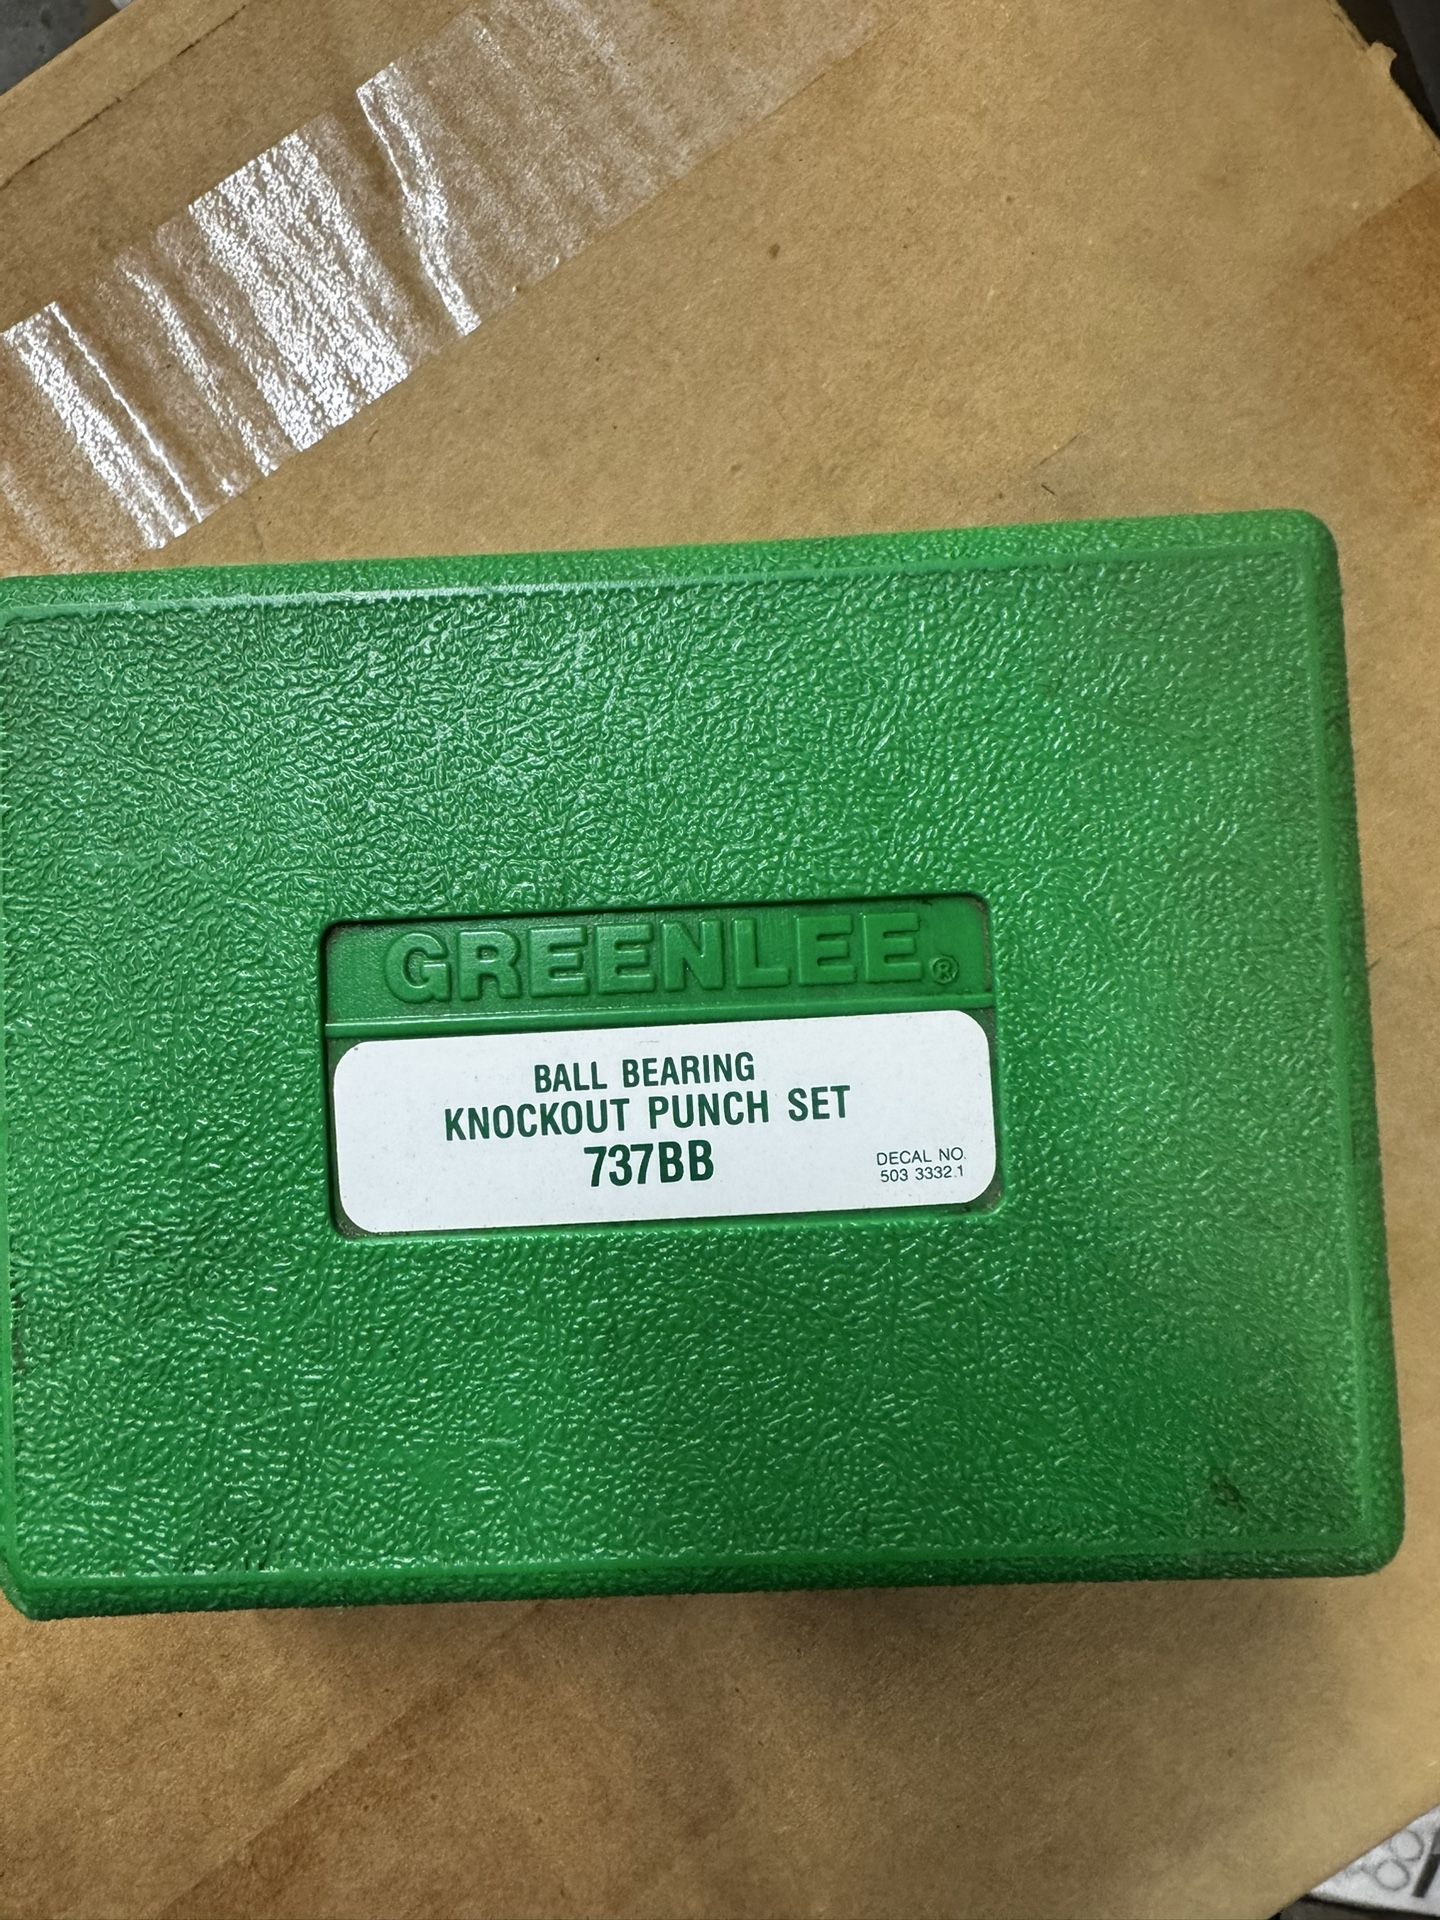 GREENLEE®
BALL BEARING
KNOCKOUT PUNCH SET
737BB
DECAL NO.
503 3332.1